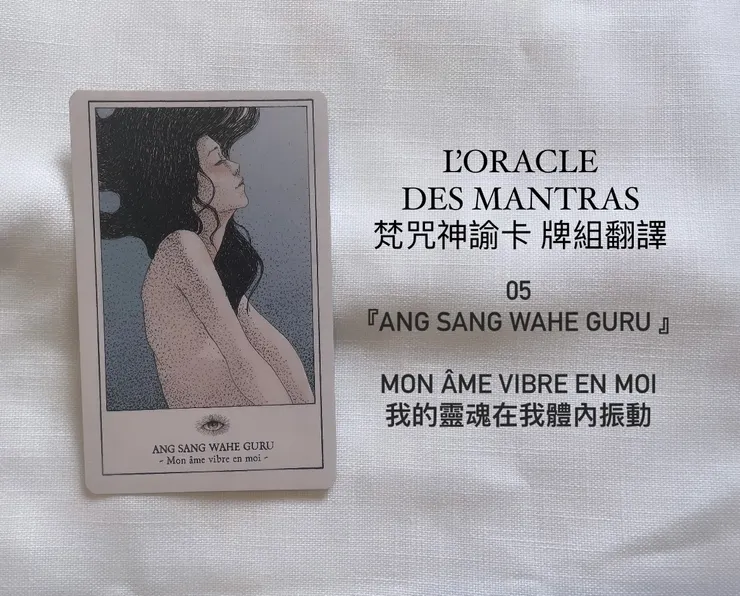 ANG SANG WAHE GURU
~ Mon âme vibre en moi ~
L'ORACLE
DES MANTRAS
梵咒神諭卡 牌組翻譯
05
『ANG SANG WAHE GURU 』
MON ÂME VIBRE EN MOI
我的靈魂在我體內振動